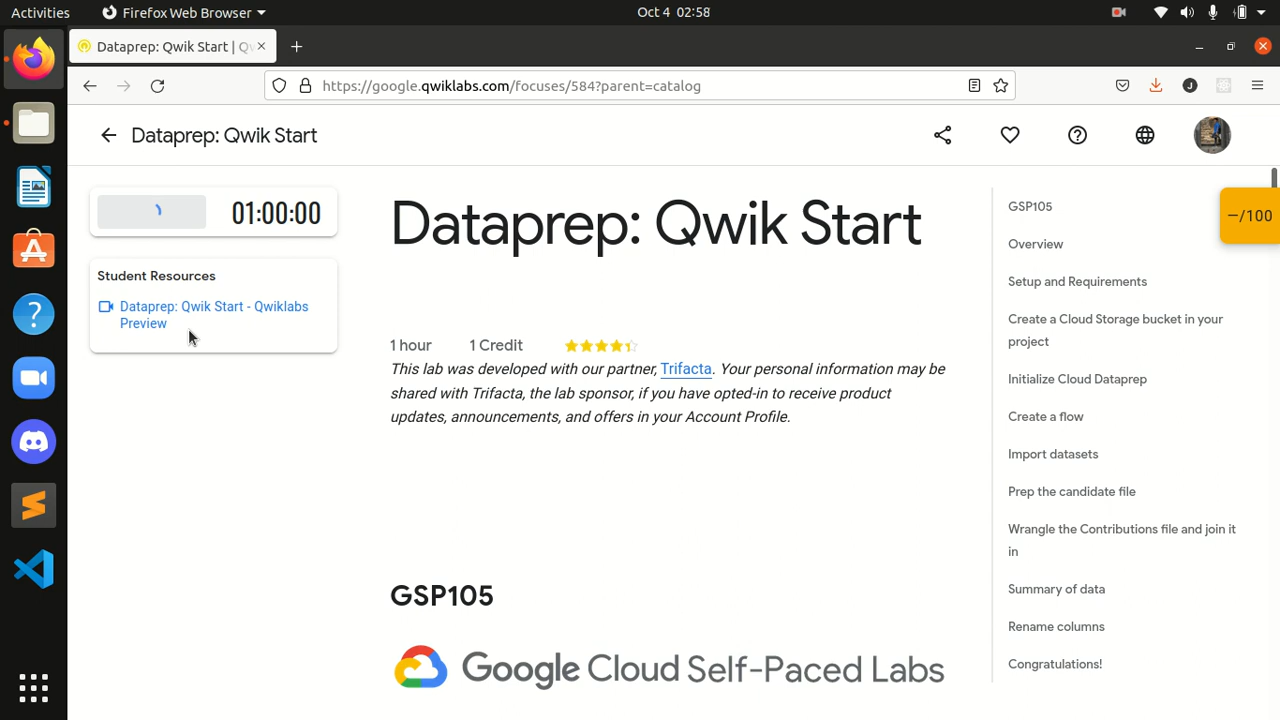 Activities
Firefox Web Browser
Oct 4 02:58
Dataprep: Qwik Start | Qw
https://google.qwiklabs.com/focuses/584?parent=catalog
Dataprep: Qwik Start
01:00:00
Student Resources
Dataprep: Qwik Start - Qwiklabs
Preview
Dataprep: Qwik Start
1 hour 1 Credit
This lab was developed with our partner, Trifacta. Your personal information may be
shared with Trifacta, the lab sponsor, if you have opted-in to receive product
updates, announcements, and offers in your Account Profile.
GSP105
Google Cloud Self-Paced Labs
GSP105
Overview
Setup and Requirements
Create a Cloud Storage bucket in your
project
Initialize Cloud Dataprep
Create a flow
Import datasets
Prep the candidate file
Wrangle the Contributions file and join it
in
Summary of data
Rename columns
Congratulations!
–/100
J